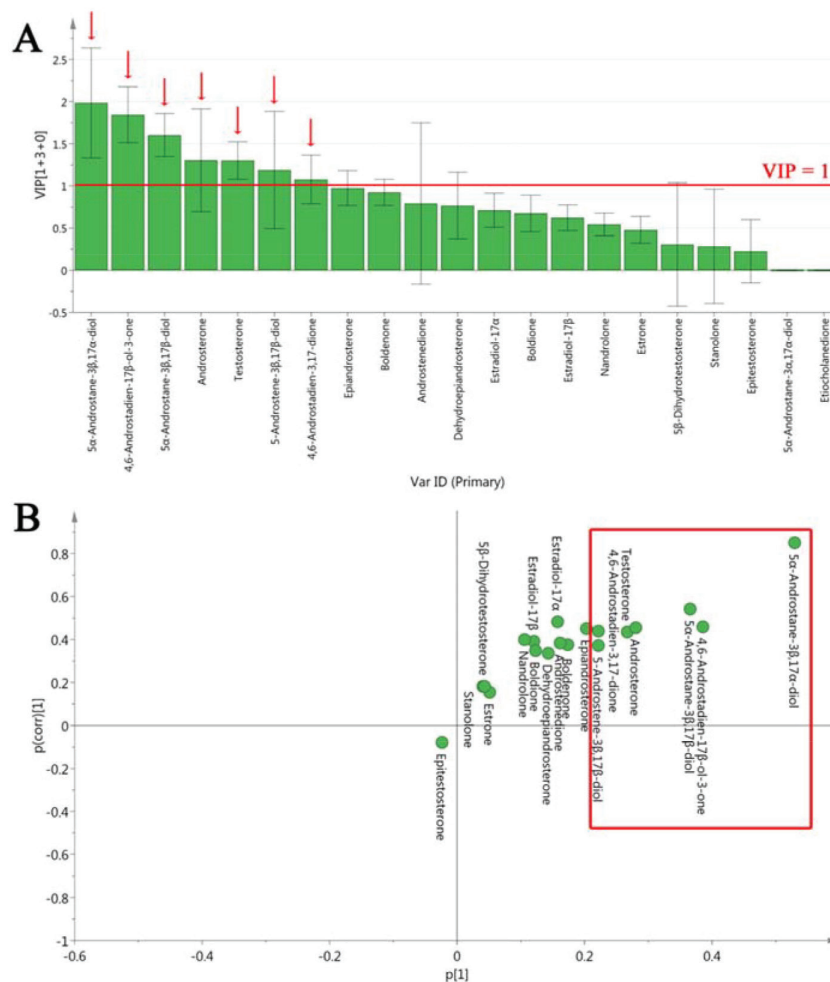 A
VIP[1+3+0]
2.5
2
1.5
1
0.5
0
-0.5
VIP = 1
5α-Androstane-3β,17α-diol
4,6-Androstadien-17β-ol-3-one
5α-Androstane-3β,17β-diol
Androsterone
Testosterone
5-Androstene-3β,17β-diol
4,6-Androstadien-3,17-dione
Epiandrosterone
Boldenone
Androstenedione
Dehydroepiandrosterone
Estradiol-17α
Boldione
Estradiol-17β
Nandrolone
Estrone
5β-Dihydrotestosterone
Stanolone
Epitestosterone
5α-Androstane-3α,17α-diol
Etiocholanedione
Var ID (Primary)
B
p(corr)[1]
0.8
0.6
0.4
0.2
0
-0.2
-0.4
-0.6
-0.8
-1
-0.6
-0.4
-0.2
0
0.2
0.4
p[1]
Epitestosterone
Stanolone
5β-Dihydrotestosterone
Estrone
Nandrolone
Estradiol-17β
Boldione
Dehydroepiandrosterone
Estradiol-17α
Androstenedione
Boldenone
Epiandrosterone
5-Androstene-3β,17β-diol
4,6-Androstadien-3,17-dione
Testosterone
Androsterone
5α-Androstane-3β,17β-diol
4,6-Androstadien-17β-ol-3-one
5α-Androstane-3β,17α-diol